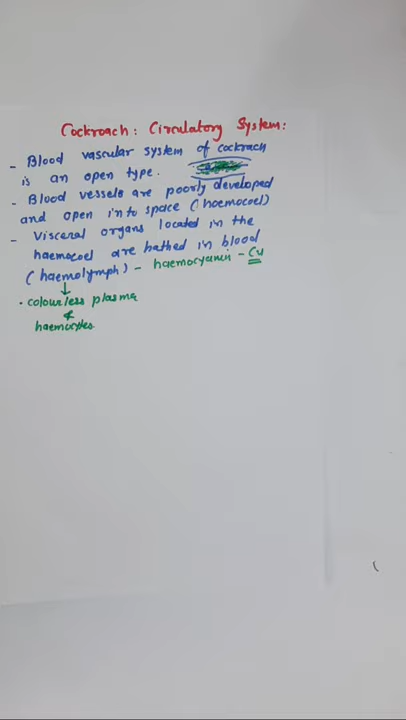 Cockroach: Circulatory System:
- Blood vascular system of cockroach
is an open type.
- Blood vessels are poorly developed
and open into space (haemocoel)
- Visceral organs located in the
haemocoel are bathed in blood
(haemolymph) - haemocyanin - Cu
↓
• colourless plasma
&
haemocytes.